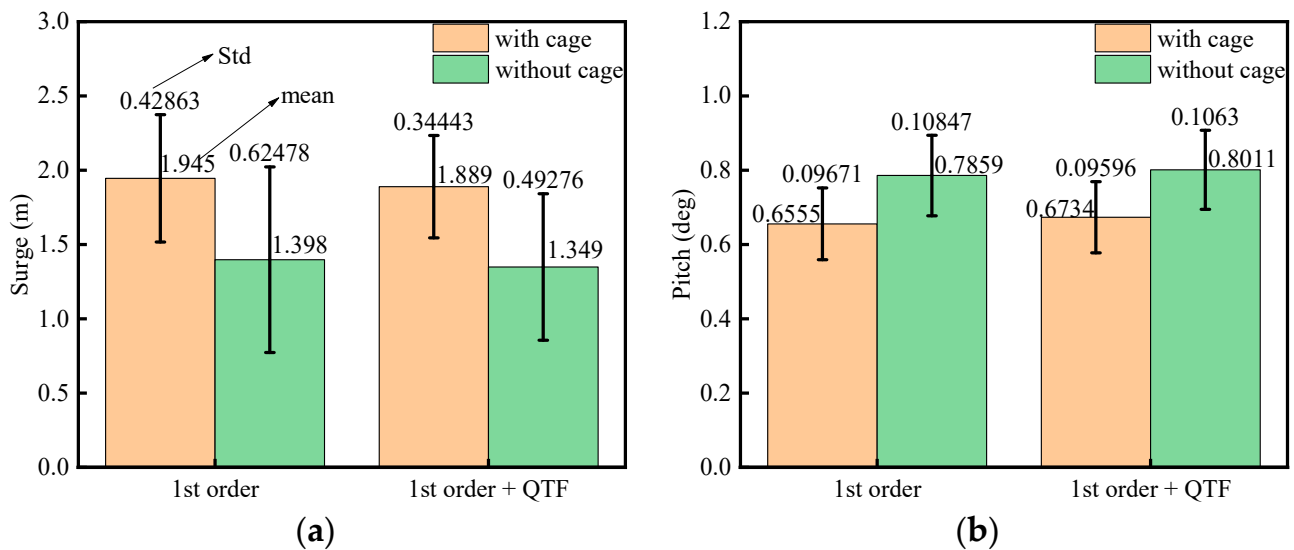 3.0
2.5
2.0
1.5
1.0
0.5
0.0
Surge (m)
with cage
without cage
Std
mean
0.42863
1.945
0.62478
1.398
0.34443
1.889
0.49276
1.349
1st order
1st order + QTF
(a)
1.2
1.0
0.8
0.6
0.4
0.2
0.0
Pitch (deg)
with cage
without cage
0.09671
0.6555
0.10847
0.7859
0.09596
0.6734
0.1063
0.8011
1st order
1st order + QTF
(b)